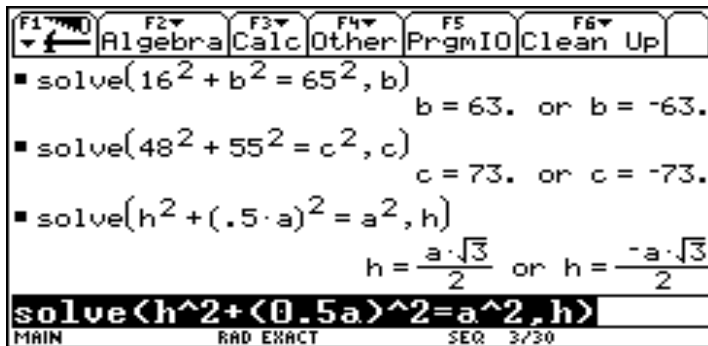 F1 F2 Algebra F3 Calc F4 Other F5 PrgmIO F6 Clean Up
▪ solve(16² + b² = 65², b)
b = 63. or b = ⁻63.
▪ solve(48² + 55² = c², c)
c = 73. or c = ⁻73.
▪ solve(h² + (.5·a)² = a², h)
h = a·√3/2 or h = ⁻a·√3/2
solve(h^2+(0.5a)^2=a^2,h)
MAIN RAD EXACT SEQ 3/30